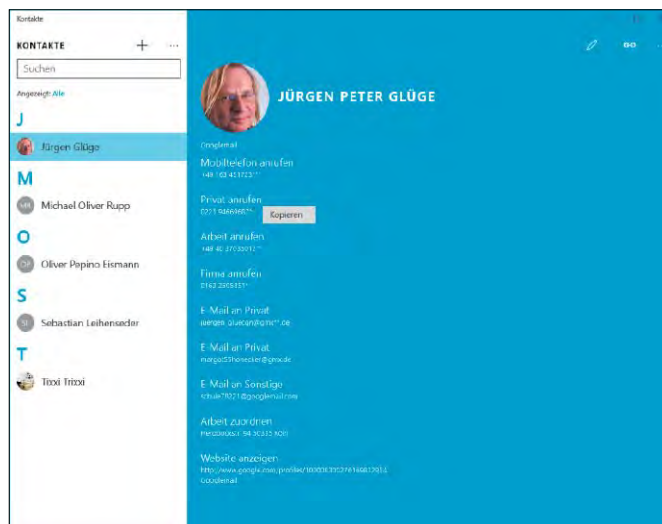 Kontakte
KONTAKTE
Suchen
Angezeigt: Alle
J
Jürgen Glüge
M
Michael Oliver Rupp
O
Oliver Pepino Eismann
S
Sebastian Leihenseder
T
Tixxi Trixxi
JÜRGEN PETER GLÜGE
Googlemail
Mobiltelefon anrufen
Privat anrufen
Kopieren
Arbeit anrufen
Firma anrufen
E-Mail an Privat
E-Mail an Privat
E-Mail an Sonstige
Arbeit zuordnen
Website anzeigen
Googlemail